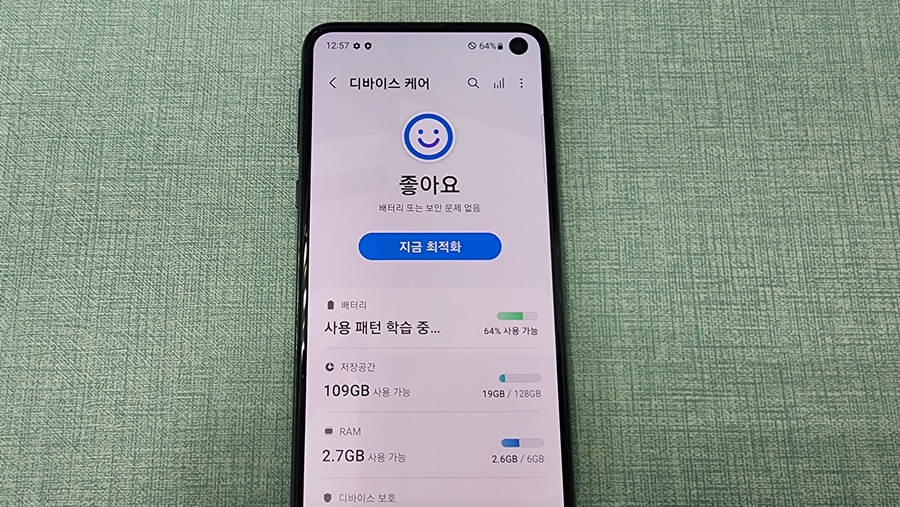 12:57 64%
디바이스 케어
좋아요
배터리 또는 보안 문제 없음
지금 최적화
배터리
사용 패턴 학습 중...
64% 사용 가능
저장공간
109GB 사용 가능
19GB / 128GB
RAM
2.7GB 사용 가능
2.6GB / 6GB
디바이스 보호